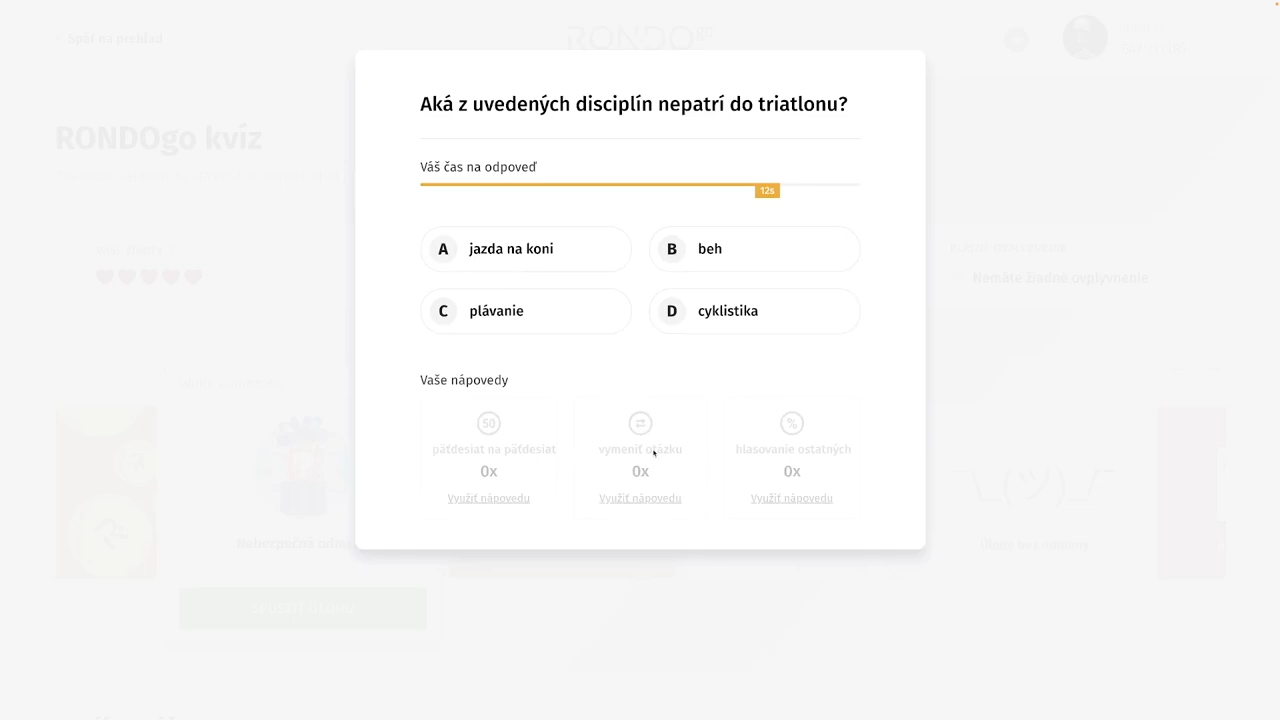 Späť na prehľad
RONDOgo
RONDOgo kvíz
Aká z uvedených disciplín nepatrí do triatlonu?
Váš čas na odpoveď
12s
A jazda na koni
B beh
C plávanie
D cyklistika
Nemáte žiadne ovplyvnenie
Vaše nápovedy
50
%
päťdesiat na päťdesiat
vymeniť otázku
hlasovanie ostatných
0x
0x
0x
Využiť nápovedu
Využiť nápovedu
Využiť nápovedu
¯\_(ツ)_/¯